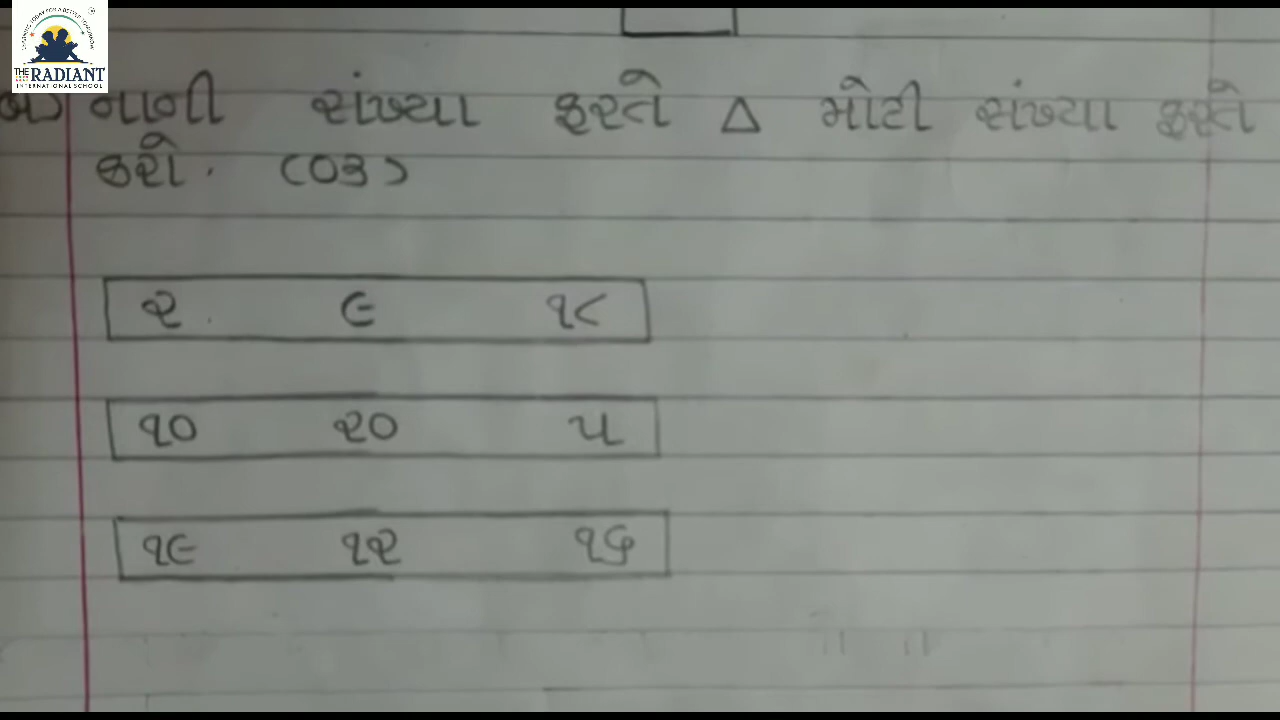 THE RADIANT
INTERNATIONAL SCHOOL
બ) નાની સંખ્યા ફરતે △ મોટી સંખ્યા ફરતે
કરો. (૦૩)
૨ ૯ ૧૮
૧૦ ૨૦ ૫
૧૯ ૧૨ ૧૬